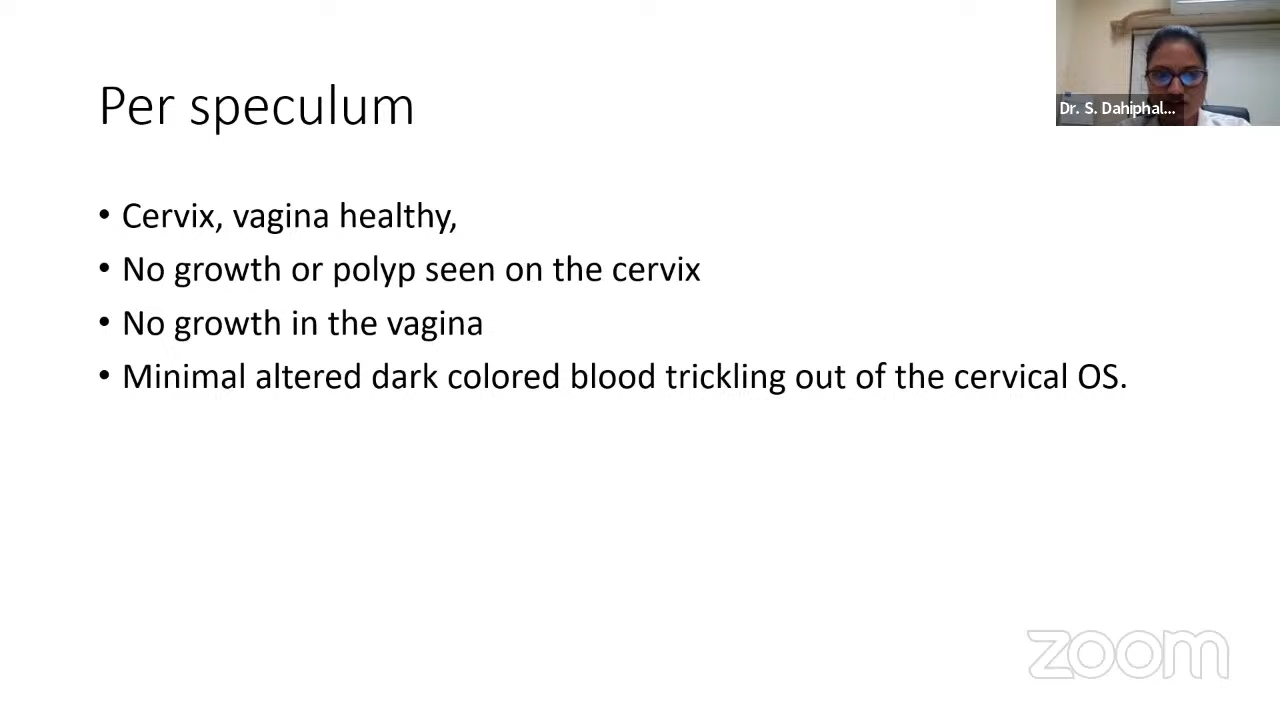 Per speculum
Dr. S. Dahiphal...
• Cervix, vagina healthy,
• No growth or polyp seen on the cervix
• No growth in the vagina
• Minimal altered dark colored blood trickling out of the cervical OS.
zoom